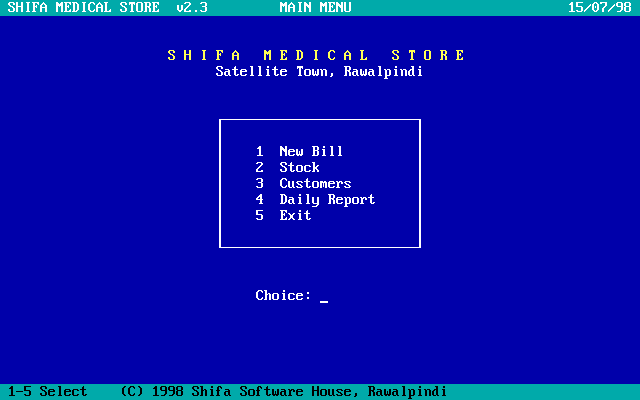 SHIFA MEDICAL STORE  v2.3          MAIN MENU                           15/07/98
S H I F A   M E D I C A L   S T O R E
Satellite Town, Rawalpindi
1  New Bill
2  Stock
3  Customers
4  Daily Report
5  Exit
Choice: _
1-5 Select    (C) 1998 Shifa Software House, Rawalpindi